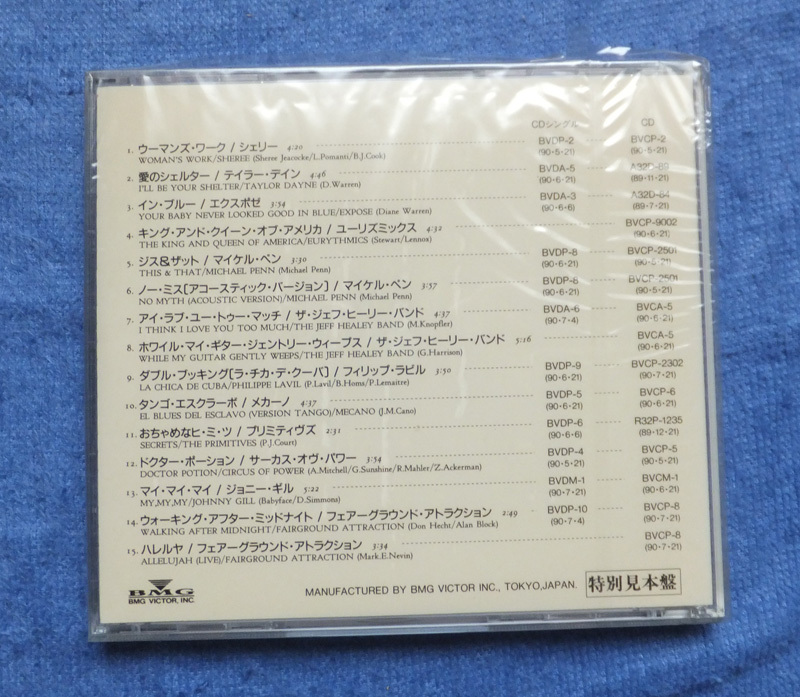 CDシングル CD
1. ウーマンズ・ワーク / シェリー 4:20 BVDP-2 BVCP-2
WOMAN'S WORK/SHEREE (Sheree Jeacocke/L.Pomanti/B.J.Cook) (90・5・21) (90・5・21)
2. 愛のシェルター / テイラー・デイン 4:46 BVDA-5 A32D-69
I'LL BE YOUR SHELTER/TAYLOR DAYNE (D.Warren) (90・6・21) (89・11・21)
3. イン・ブルー / エクスポゼ 3:54 BVDA-3 A32D-64
YOUR BABY NEVER LOOKED GOOD IN BLUE/EXPOSE (Diane Warren) (90・6・6) (89・7・21)
4. キング・アンド・クイーン・オブ・アメリカ / ユーリズミックス 4:32 BVCP-9002
THE KING AND QUEEN OF AMERICA/EURYTHMICS (Stewart/Lennox) (90・6・21)
5. ジス&ザット / マイケル・ペン 3:30 BVDP-8 BVCP-2501
THIS & THAT/MICHAEL PENN (Michael Penn) (90・6・21) (90・5・21)
6. ノー・ミス[アコースティック・バージョン] / マイケル・ペン 3:57 BVDP-8 BVCP-2501
NO MYTH (ACOUSTIC VERSION)/MICHAEL PENN (Michael Penn) (90・6・21) (90・5・21)
7. アイ・ラブ・ユー・トゥー・マッチ / ザ・ジェフ・ヒーリー・バンド 4:37 BVDA-6 BVCA-5
I THINK I LOVE YOU TOO MUCH/THE JEFF HEALEY BAND (M.Knopfler) (90・7・4) (90・6・21)
8. ホワイル・マイ・ギター・ジェントリー・ウィープス / ザ・ジェフ・ヒーリー・バンド 5:16 BVCA-5
WHILE MY GUITAR GENTLY WEEPS/THE JEFF HEALEY BAND (G.Harrison) (90・6・21)
9. ダブル・ブッキング[ラ・チカ・デ・クーバ] / フィリップ・ラビル 3:50 BVDP-9 BVCP-2302
LA CHICA DE CUBA/PHILIPPE LAVIL (P.Lavil/B.Homs/P.Lemaitre) (90・6・21) (90・7・21)
10. タンゴ・エスクラーボ / メカーノ 4:37 BVDP-5 BVCP-6
EL BLUES DEL ESCLAVO (VERSION TANGO)/MECANO (J.M.Cano) (90・6・21) (90・6・21)
11. おちゃめなヒ・ミ・ツ / プリミティヴズ 2:31 BVDP-6 R32P-1235
SECRETS/THE PRIMITIVES (P.J.Court) (90・6・6) (89・12・21)
12. ドクター・ポーション / サーカス・オヴ・パワー 3:54 BVDP-4 BVCP-5
DOCTOR POTION/CIRCUS OF POWER (A.Mitchell/G.Sunshine/R.Mahler/Z.Ackerman) (90・5・21) (90・5・21)
13. マイ・マイ・マイ / ジョニー・ギル 5:22 BVDM-1 BVCM-1
MY,MY,MY/JOHNNY GILL (Babyface/D.Simmons) (90・7・21) (90・6・21)
14. ウォーキング・アフター・ミッドナイト / フェアーグラウンド・アトラクション 2:49 BVDP-10 BVCP-8
WALKING AFTER MIDNIGHT/FAIRGROUND ATTRACTION (Don Hecht/Alan Block) (90・7・4) (90・7・21)
15. ハレルヤ / フェアーグラウンド・アトラクション 3:34 BVCP-8
ALLELUJAH (LIVE)/FAIRGROUND ATTRACTION (Mark.E.Nevin) (90・7・21)
BMG
BMG VICTOR, INC.
MANUFACTURED BY BMG VICTOR INC., TOKYO,JAPAN. 特別見本盤